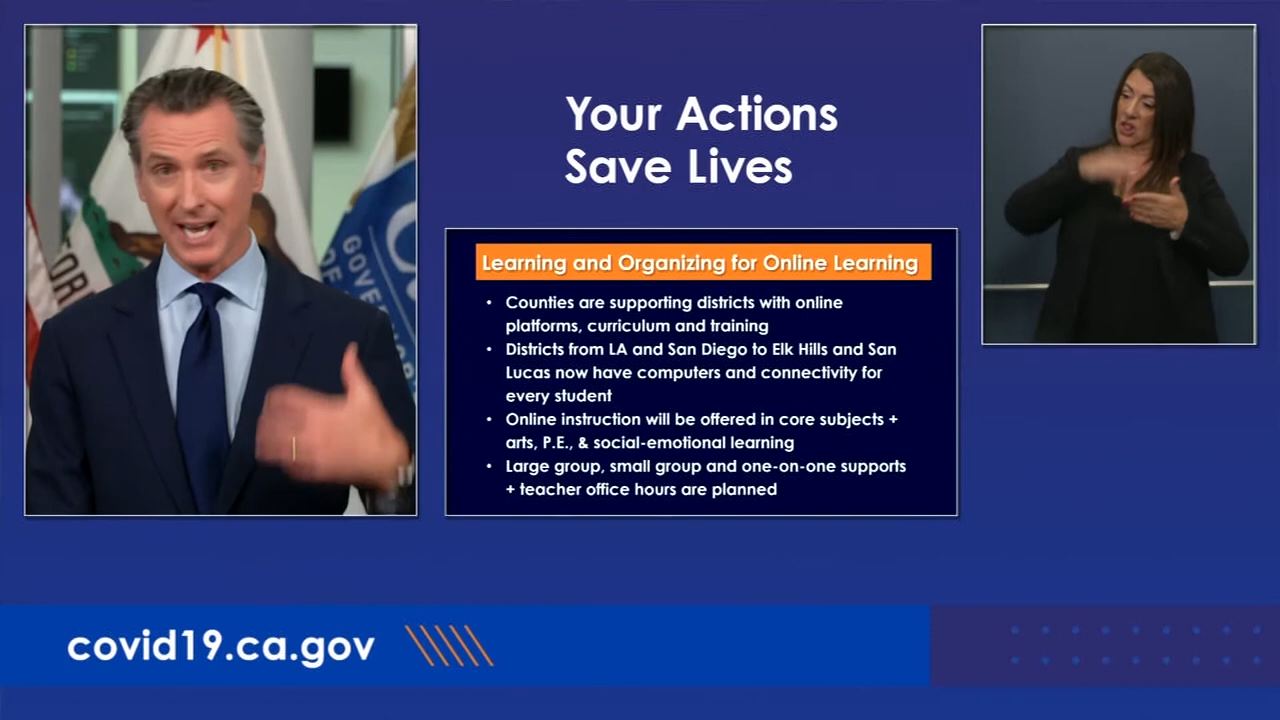 Your Actions
Save Lives
Learning and Organizing for Online Learning
• Counties are supporting districts with online
platforms, curriculum and training
• Districts from LA and San Diego to Elk Hills and San
Lucas now have computers and connectivity for
every student
• Online instruction will be offered in core subjects +
arts, P.E., & social-emotional learning
• Large group, small group and one-on-one supports
+ teacher office hours are planned
covid19.ca.gov